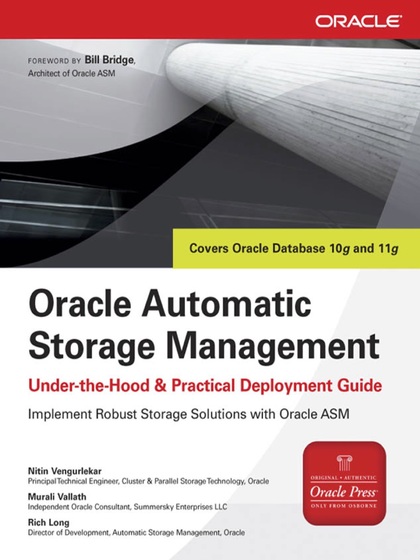 ORACLE
FOREWORD BY Bill Bridge,
Architect of Oracle ASM
Covers Oracle Database 10g and 11g
Oracle Automatic
Storage Management
Under-the-Hood & Practical Deployment Guide
Implement Robust Storage Solutions with Oracle ASM
Nitin Vengurlekar
Principal Technical Engineer, Cluster & Parallel Storage Technology, Oracle
Murali Vallath
Independent Oracle Consultant, Summersky Enterprises LLC
Rich Long
Director of Development, Automatic Storage Management, Oracle
ORIGINAL • AUTHENTIC
Oracle Press
ONLY FROM OSBORNE